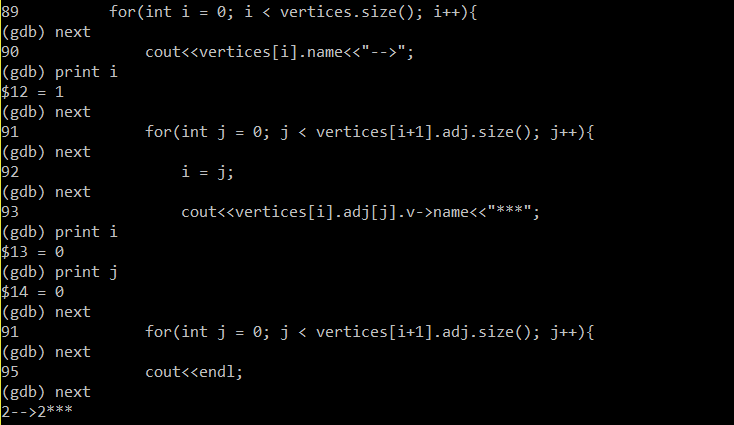 89          for(int i = 0; i < vertices.size(); i++){
(gdb) next
90              cout<<vertices[i].name<<"-->";
(gdb) print i
$12 = 1
(gdb) next
91              for(int j = 0; j < vertices[i+1].adj.size(); j++){
(gdb) next
92                  i = j;
(gdb) next
93                  cout<<vertices[i].adj[j].v->name<<"***";
(gdb) print i
$13 = 0
(gdb) print j
$14 = 0
(gdb) next
91              for(int j = 0; j < vertices[i+1].adj.size(); j++){
(gdb) next
95              cout<<endl;
(gdb) next
2-->2***